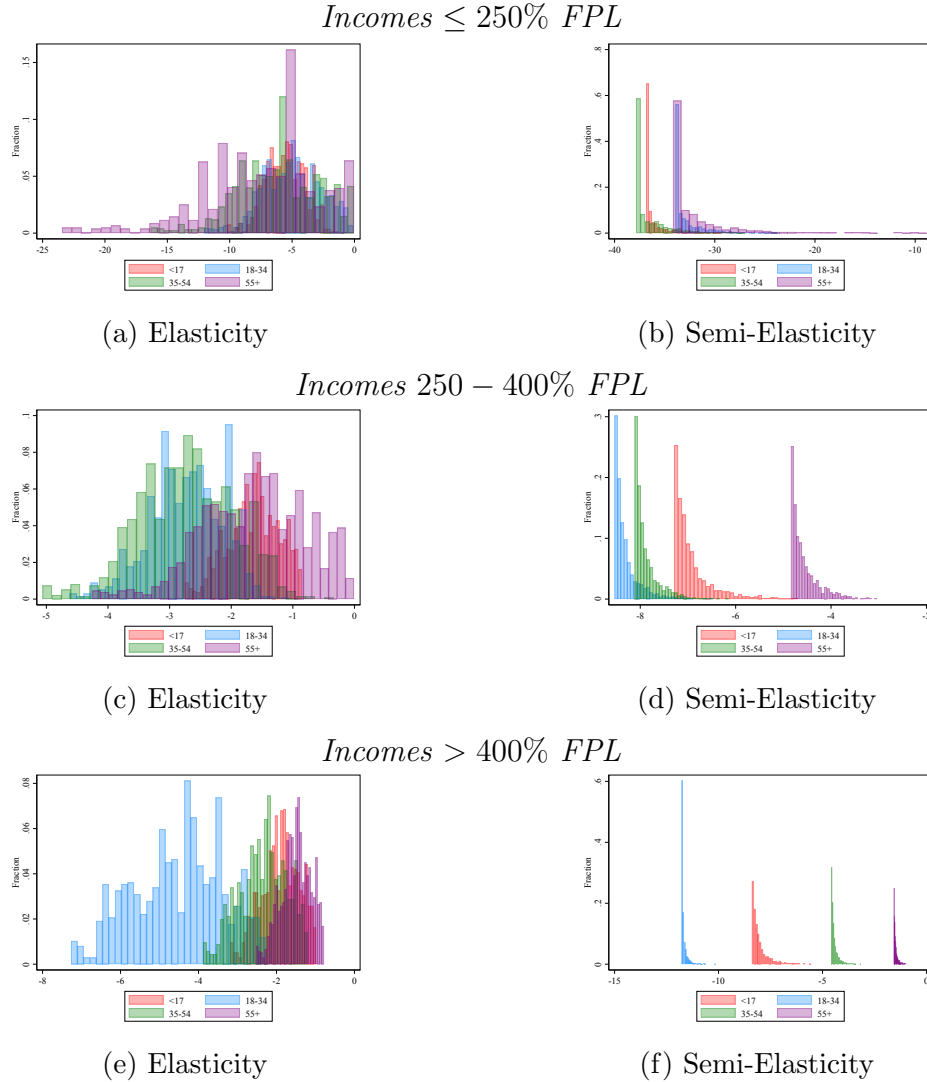 Incomes ≤ 250% FPL
Fraction
0 .05 .1 .15
-25 -20 -15 -10 -5 0
<17 18-34
35-54 55+
(a) Elasticity
Fraction
0 .2 .4 .6 .8
-40 -30 -20 -10
<17 18-34
35-54 55+
(b) Semi-Elasticity
Incomes 250 − 400% FPL
Fraction
0 .02 .04 .06 .08 .1
-5 -4 -3 -2 -1 0
<17 18-34
35-54 55+
(c) Elasticity
Fraction
0 .1 .2 .3
-8 -6 -4 -2
<17 18-34
35-54 55+
(d) Semi-Elasticity
Incomes > 400% FPL
Fraction
0 .02 .04 .06 .08
-8 -6 -4 -2 0
<17 18-34
35-54 55+
(e) Elasticity
Fraction
0 .2 .4 .6
-15 -10 -5 0
<17 18-34
35-54 55+
(f) Semi-Elasticity